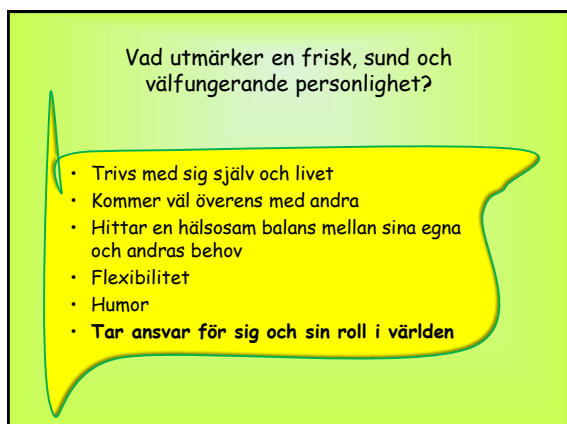 Vad utmärker en frisk, sund och
välfungerande personlighet?
• Trivs med sig själv och livet
• Kommer väl överens med andra
• Hittar en hälsosam balans mellan sina egna
och andras behov
• Flexibilitet
• Humor
• Tar ansvar för sig och sin roll i världen